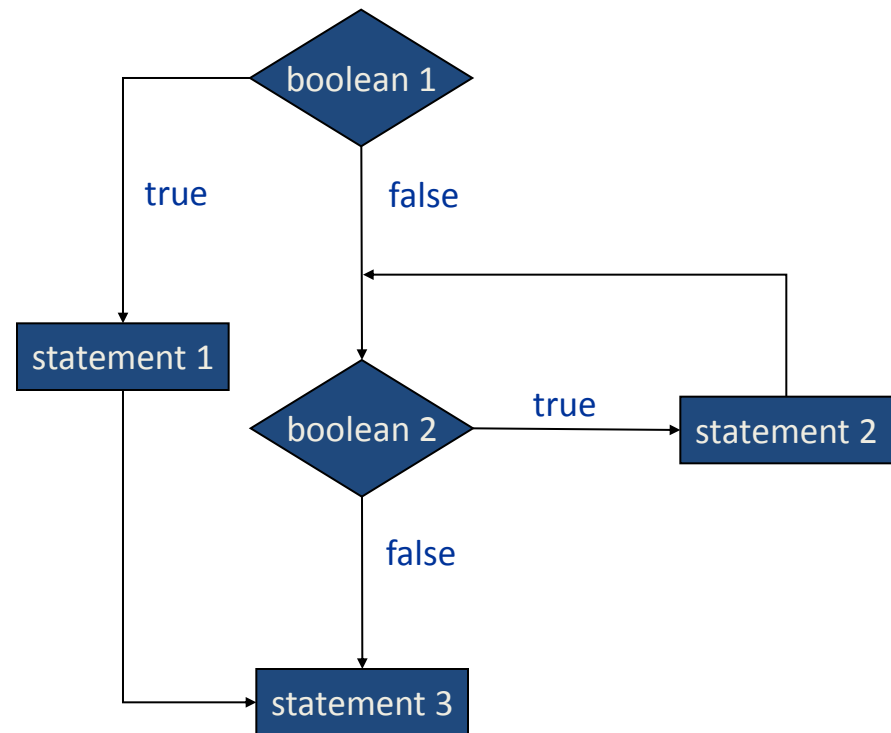 boolean 1
true
false
statement 1
boolean 2
true
statement 2
false
statement 3